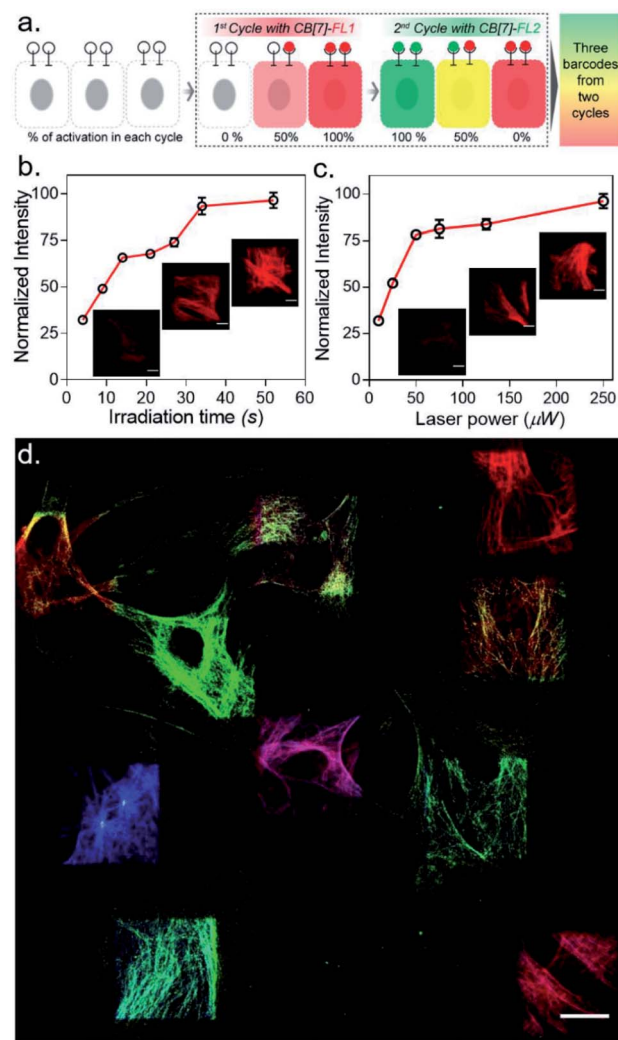 a.
1st Cycle with CB[7]-FL1
2nd Cycle with CB[7]-FL2
Three
barcodes
from
two
cycles
% of activation in each cycle
0 %
50%
100%
100 %
50%
0%
b.
Normalized Intensity
100
75
50
25
0
0
10
20
30
40
50
60
Irradiation time (s)
c.
Normalized Intensity
100
75
50
25
0
0
50
100
150
200
250
Laser power (µW)
d.